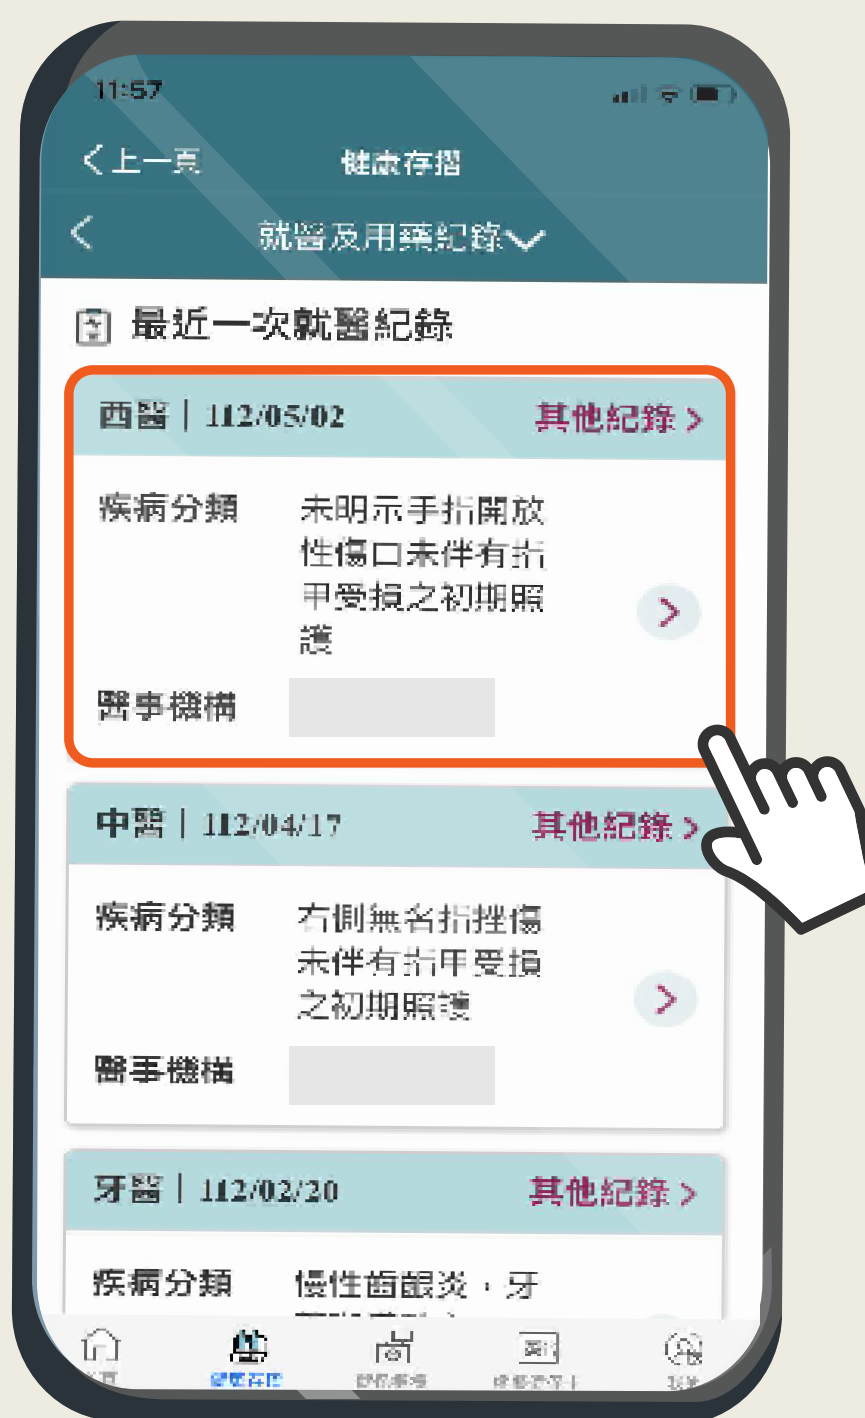 11:57
上一頁 健康存摺
就醫及用藥紀錄
最近一次就醫紀錄
西醫｜112/05/02 其他紀錄
疾病分類 未明示手指開放
性傷口未伴有指
甲受損之初期照
護
醫事機構
中醫｜112/04/17 其他紀錄
疾病分類 右側無名指挫傷
未伴有指甲受損
之初期照護
醫事機構
牙醫｜112/02/20 其他紀錄
疾病分類 慢性齒齦炎，牙
健康存摺